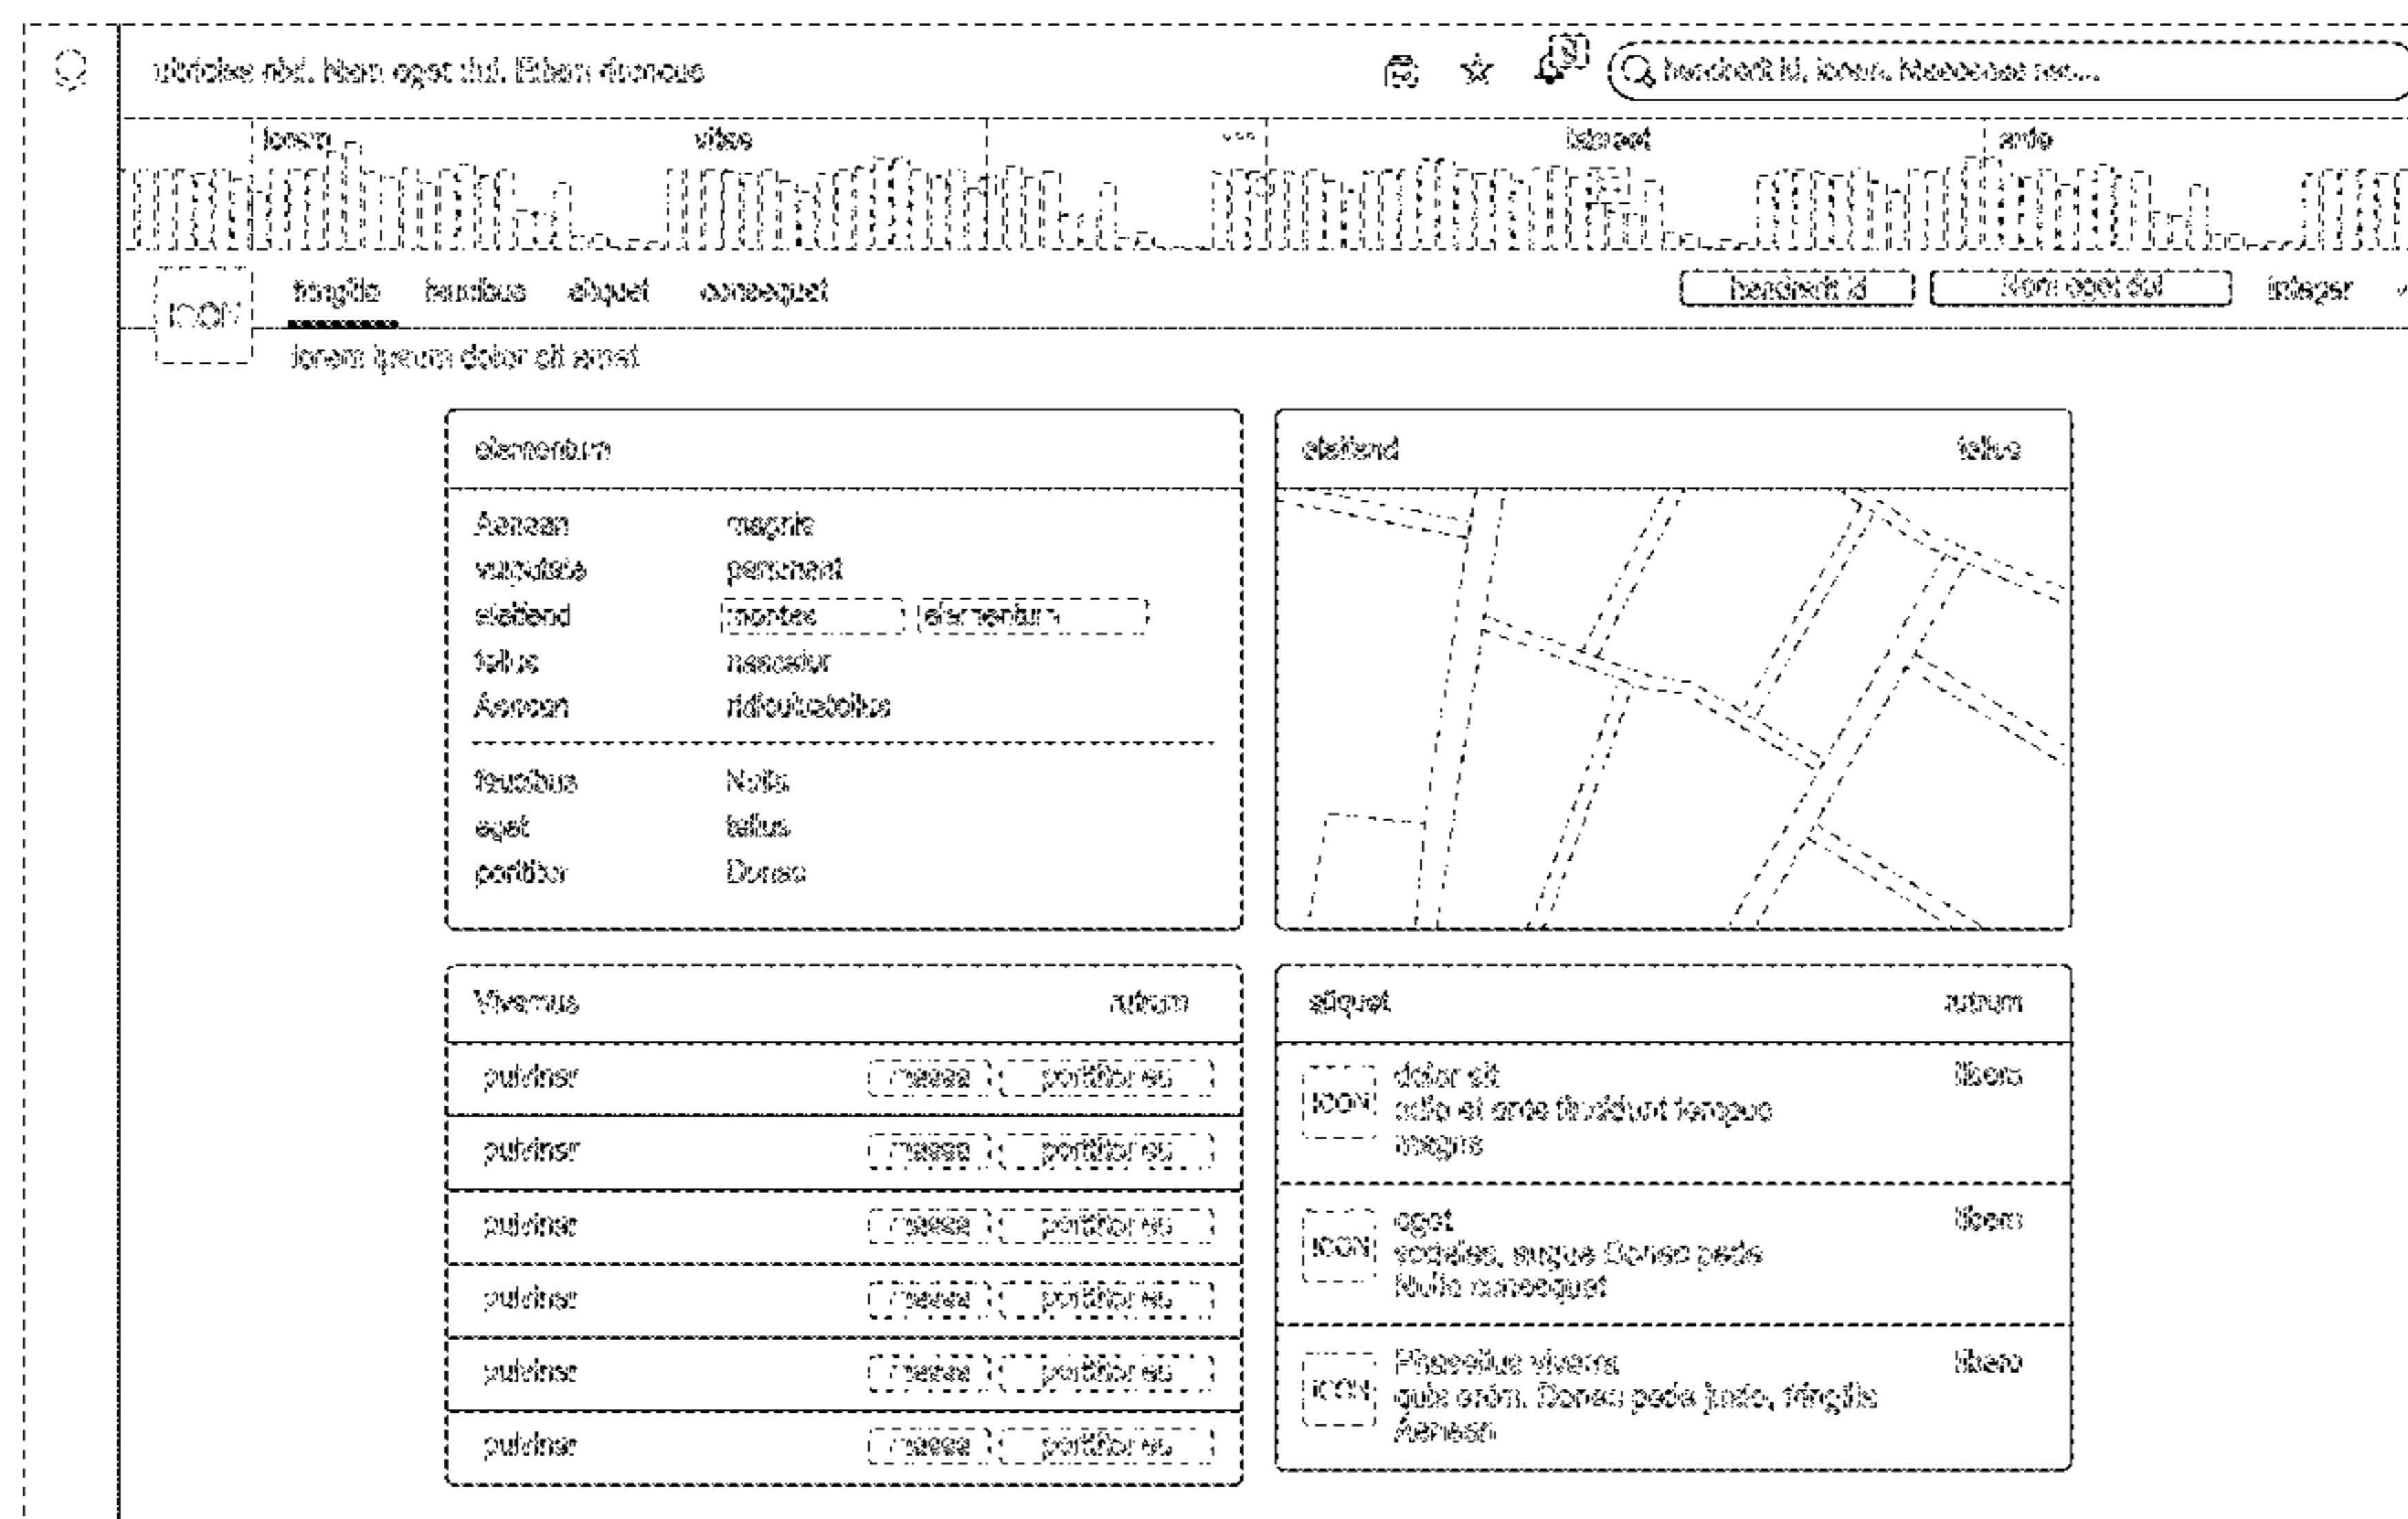 ultricies nisi. Nam eget dui. Etiam rhoncus
hendrerit id, lorem. Maecenas nec...
lorem vitae ... laoreet ante
ICON fringilla faucibus aliquet consequat hendrerit id Nam eget dui integer
lorem ipsum dolor sit amet
elementum
Aenean magnis
vulputate parturient
eleifend montes elementum
tellus nascetur
Aenean
faucibus Nulla
eget tellus
porttitor Donec
eleifend tellus
Vivamus rutrum
pulvinar massa porttitor eu
pulvinar massa porttitor eu
pulvinar massa porttitor eu
pulvinar massa porttitor eu
pulvinar massa porttitor eu
pulvinar massa porttitor eu
aliquet rutrum
ICON dolor sit libero
odio et ante tincidunt tempus
magna
ICON eget libero
sodales, augue Donec pede
Nulla consequat
ICON Phasellus viverra libero
quis enim. Donec pede justo, fringilla
Aenean